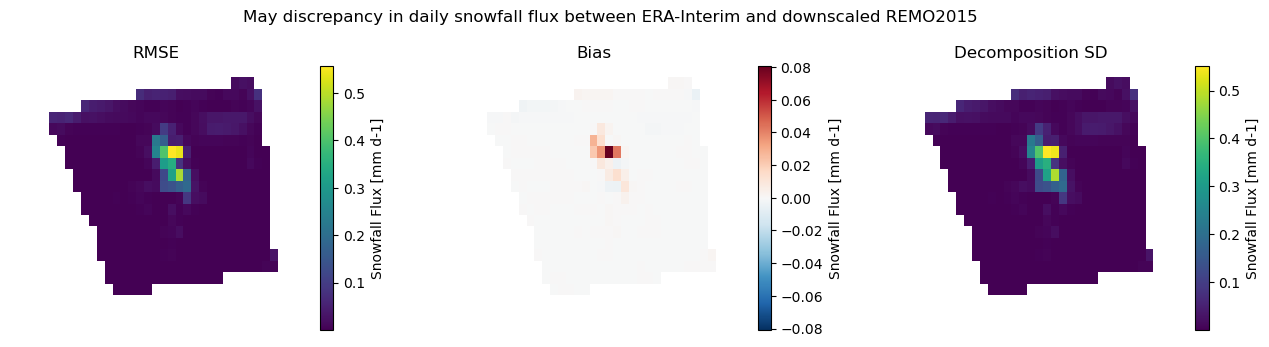 May discrepancy in daily snowfall flux between ERA-Interim and downscaled REMO2015
RMSE
0.5
0.4
0.3
0.2
0.1
Snowfall Flux [mm d-1]
Bias
0.08
0.06
0.04
0.02
0.00
−0.02
−0.04
−0.06
−0.08
Snowfall Flux [mm d-1]
Decomposition SD
0.5
0.4
0.3
0.2
0.1
Snowfall Flux [mm d-1]